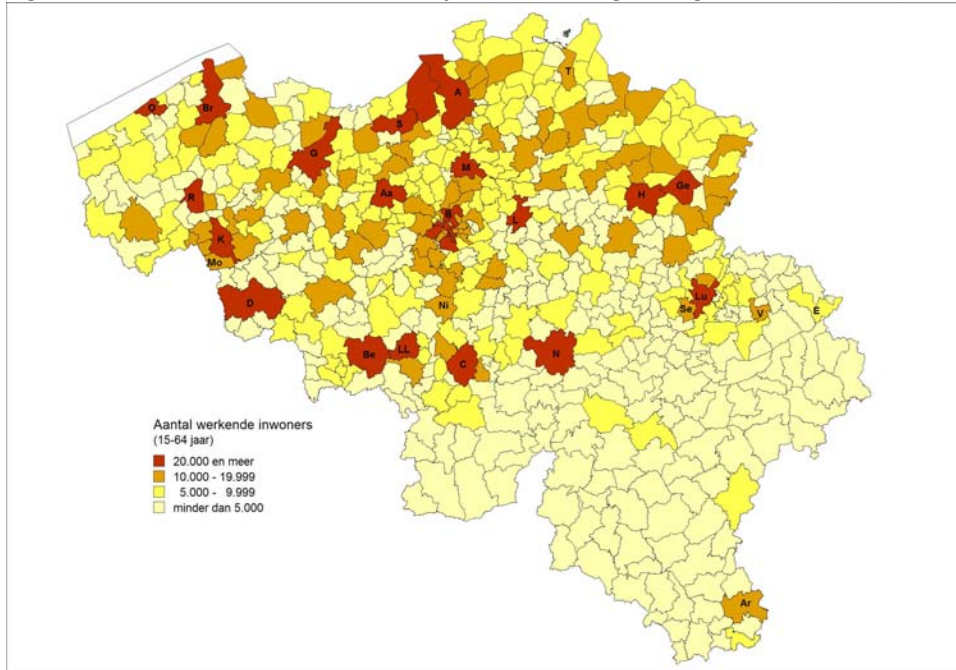 T
A
O
Br
S
G
M
Aa
R
B
L
H
Ge
K
Mo
D
Ni
Lu
Se
V
E
Be
LL
C
N
Aantal werkende inwoners
(15-64 jaar)
20.000 en meer
10.000 - 19.999
5.000 - 9.999
minder dan 5.000
Ar